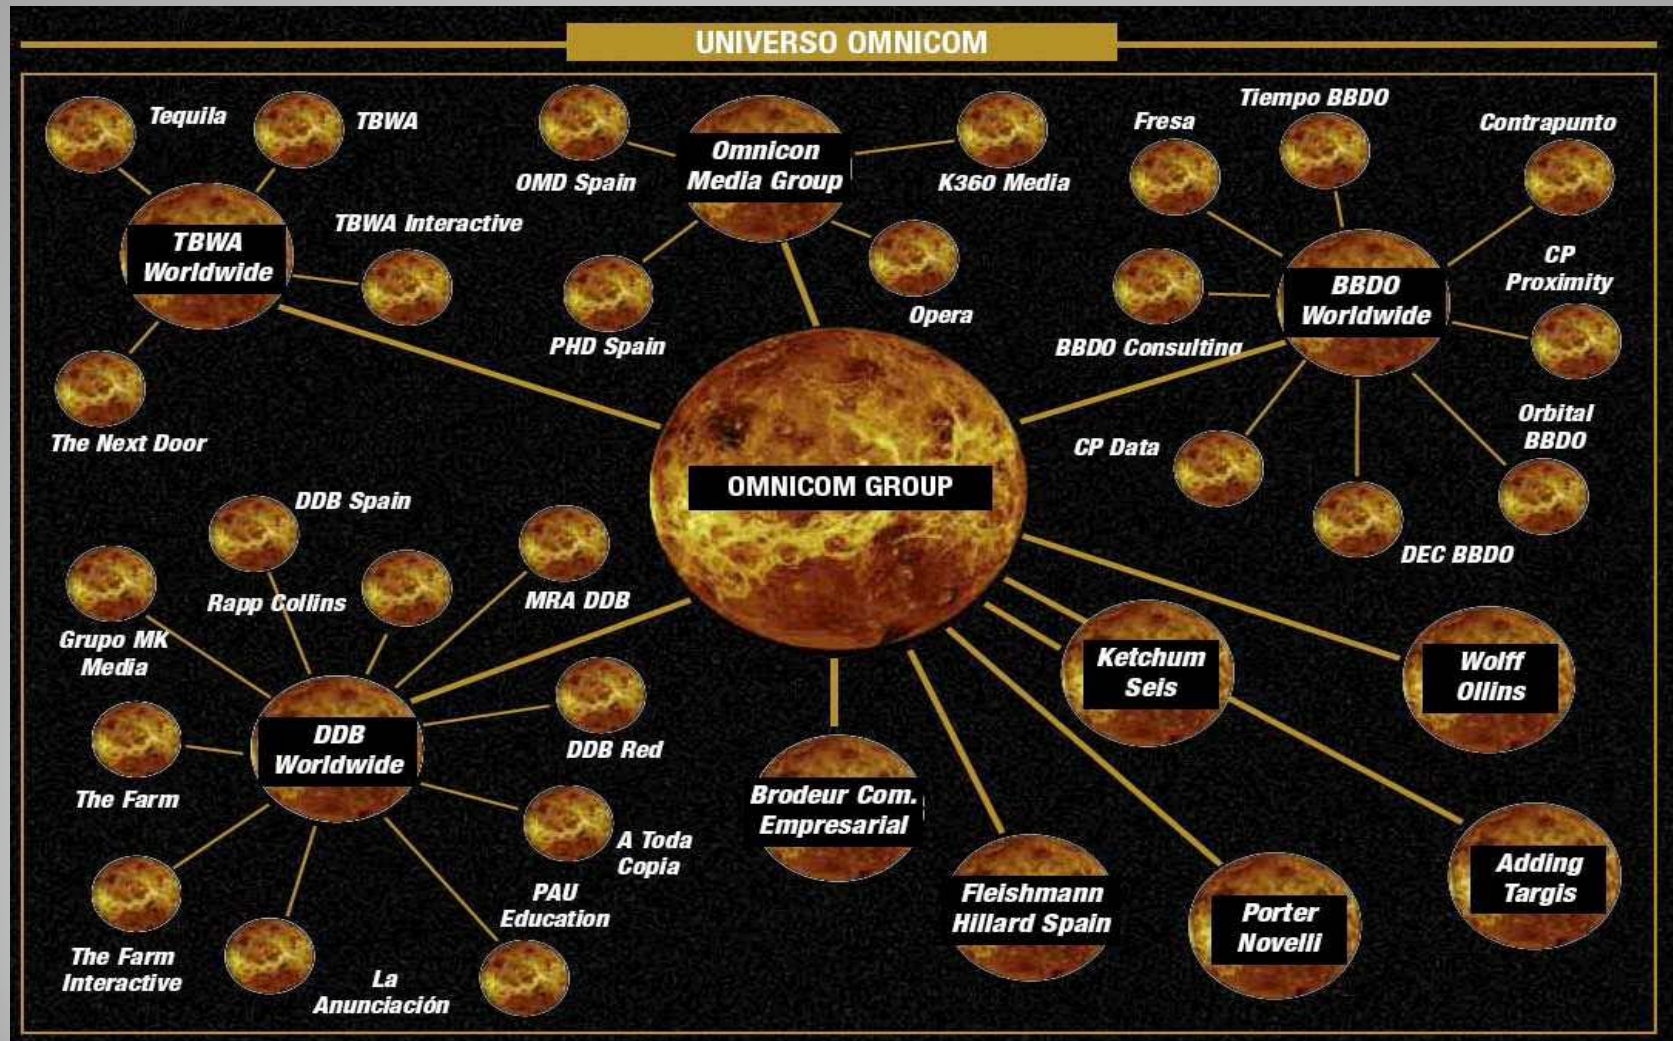 UNIVERSO OMNICOM
Tequila
TBWA
TBWA
Worldwide
TBWA Interactive
The Next Door
OMD Spain
Omnicon
Media Group
K360 Media
PHD Spain
Opera
Fresa
Tiempo BBDO
Contrapunto
BBDO
Worldwide
CP
Proximity
BBDO Consulting
CP Data
Orbital
BBDO
DEC BBDO
OMNICOM GROUP
DDB Spain
Rapp Collins
MRA DDB
Grupo MK
Media
DDB
Worldwide
DDB Red
The Farm
A Toda
Copia
PAU
Education
The Farm
Interactive
La
Anunciación
Ketchum
Seis
Wolff
Ollins
Brodeur Com.
Empresarial
Fleishmann
Hillard Spain
Porter
Novelli
Adding
Targis